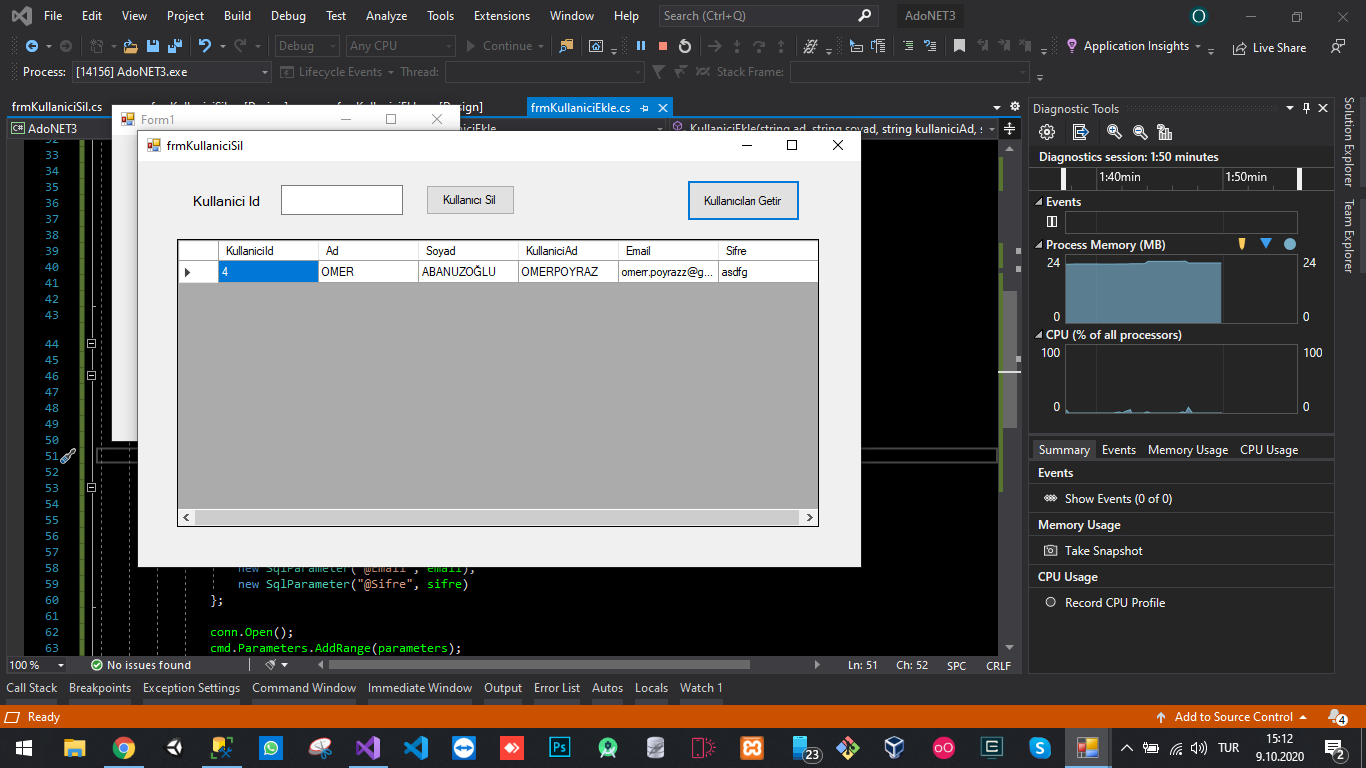 File Edit View Project Build Debug Test Analyze Tools Extensions Window Help Search (Ctrl+Q) AdoNET3 O
Debug Any CPU Continue Application Insights Live Share
Process: [14156] AdoNET3.exe Lifecycle Events Thread: Stack Frame:
frmKullaniciSil.cs frmKullaniciEkle.cs
C# AdoNET3
KullaniciEkle(string ad, string soyad, string kullaniciAd, s
Form1
frmKullaniciSil
Kullanici Id Kullanıcı Sil Kullanıcıları Getir
KullaniciId Ad Soyad KullaniciAd Email Sifre
4 OMER ABANUZOĞLU OMERPOYRAZ omerr.poyrazz@g... asdfg
33
34
35
36
37
38
39
40
41
42
43
44
45
46
47
48
49
50
51
52
53
54
55
56
57
58 new SqlParameter("@Email", email),
59 new SqlParameter("@Sifre", sifre)
60 };
61
62 conn.Open();
63 cmd.Parameters.AddRange(parameters);
100 % No issues found Ln: 51 Ch: 52 SPC CRLF
Diagnostic Tools
Diagnostics session: 1:50 minutes
1:40min 1:50min
Events
Process Memory (MB)
24 24
0 0
CPU (% of all processors)
100 100
0 0
Summary Events Memory Usage CPU Usage
Events
Show Events (0 of 0)
Memory Usage
Take Snapshot
CPU Usage
Record CPU Profile
Solution Explorer
Team Explorer
Call Stack Breakpoints Exception Settings Command Window Immediate Window Output Error List Autos Locals Watch 1
Ready Add to Source Control 4
Ps 23 TUR 15:12
9.10.2020 2